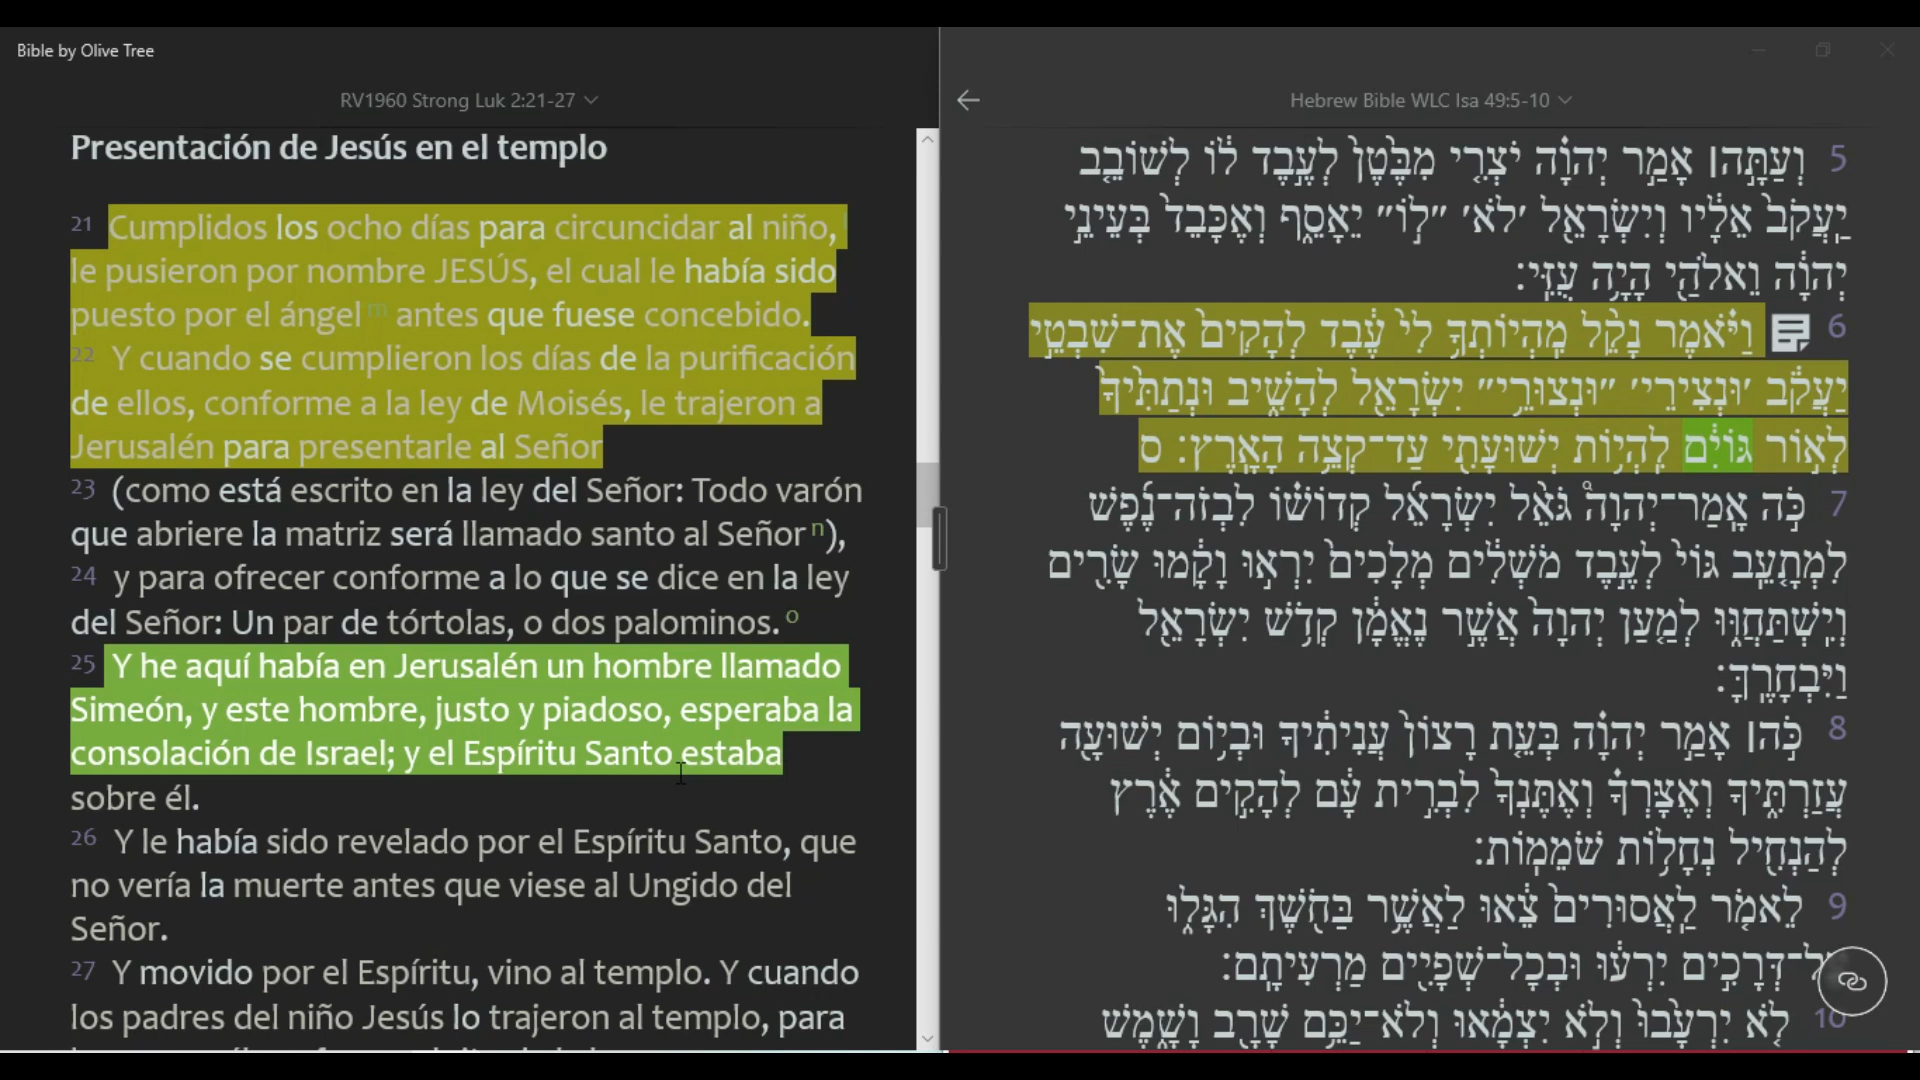 Bible by Olive Tree
RV1960 Strong Luk 2:21-27
Presentación de Jesús en el templo
21 Cumplidos los ocho días para circuncidar al niño, l
le pusieron por nombre JESÚS, el cual le había sido
puesto por el ángel m antes que fuese concebido.
22 Y cuando se cumplieron los días de la purificación
de ellos, conforme a la ley de Moisés, le trajeron a
Jerusalén para presentarle al Señor
23 (como está escrito en la ley del Señor: Todo varón
que abriere la matriz será llamado santo al Señor n),
24 y para ofrecer conforme a lo que se dice en la ley
del Señor: Un par de tórtolas, o dos palominos. o
25 Y he aquí había en Jerusalén un hombre llamado
Simeón, y este hombre, justo y piadoso, esperaba la
consolación de Israel; y el Espíritu Santo estaba
sobre él.
26 Y le había sido revelado por el Espíritu Santo, que
no vería la muerte antes que viese al Ungido del
Señor.
27 Y movido por el Espíritu, vino al templo. Y cuando
los padres del niño Jesús lo trajeron al templo, para
Hebrew Bible WLC Isa 49:5-10
5 וְעַתָּ֣ה׀ אָמַ֣ר יְהוָ֗ה יֹצְרִ֤י מִבֶּ֙טֶן֙ לְעֶ֣בֶד ל֔וֹ לְשׁוֹבֵ֤ב
יַֽעֲקֹב֙ אֵלָ֔יו וְיִשְׂרָאֵ֖ל ’לֹא‘ ”ל֣וֹ“ יֵאָסֵ֑ף וְאֶכָּבֵד֙ בְּעֵינֵ֣י
יְהוָ֔ה וֵאלֹהַ֖י הָיָ֥ה עֻזִּֽי׃
6 וַיֹּ֗אמֶר נָקֵ֨ל מִֽהְיוֹתְךָ֥ לִי֙ עֶ֔בֶד לְהָקִים֙ אֶת־שִׁבְטֵ֣י
יַעֲקֹ֔ב ’וּנְצִירֵי‘ ”וּנְצוּרֵ֥י“ יִשְׂרָאֵ֖ל לְהָשִׁ֑יב וּנְתַתִּ֙יךָ֙
לְא֣וֹר גּוֹיִ֔ם לִֽהְי֥וֹת יְשׁוּעָתִ֖י עַד־קְצֵ֥ה הָאָֽרֶץ׃ ס
7 כֹּ֣ה אָֽמַר־יְהוָה֩ גֹּאֵ֨ל יִשְׂרָאֵ֜ל קְדוֹשׁ֗וֹ לִבְזֹה־נֶ֜פֶשׁ
לִמְתָ֤עֵֽב גּוֹי֙ לְעֶ֣בֶד מֹשְׁלִ֔ים מְלָכִים֙ יִרְא֣וּ וָקָ֔מוּ שָׂרִ֖ים
וְיִֽשְׁתַּחֲוּ֑וּ לְמַ֤עַן יְהוָה֙ אֲשֶׁ֣ר נֶאֱמָ֔ן קְדֹ֥שׁ יִשְׂרָאֵ֖ל
וַיִּבְחָרֶֽךָּ׃
8 כֹּ֣ה׀ אָמַ֣ר יְהוָ֗ה בְּעֵ֤ת רָצוֹן֙ עֲנִיתִ֔יךָ וּבְי֥וֹם יְשׁוּעָ֖ה
עֲזַרְתִּ֑יךָ וְאֶצָּרְךָ֗ וְאֶתֶּנְךָ֙ לִבְרִ֣ית עָ֔ם לְהָקִ֣ים אֶ֔רֶץ
לְהַנְחִ֖יל נְחָל֥וֹת שֹׁמֵמֽוֹת׃
9 לֵאמֹ֤ר לַֽאֲסוּרִים֙ צֵ֔אוּ לַאֲשֶׁ֥ר בַּחֹ֖שֶׁךְ הִגָּל֑וּ
ל־דְּרָכִ֣ים יִרְע֔וּ וּבְכָל־שְׁפָיִ֖ים מַרְעִיתָֽם׃
10 לֹ֤א יִרְעָ֙בוּ֙ וְלֹ֣א יִצְמָ֔אוּ וְלֹא־יַכֵּ֥ם שָׁרָ֖ב וָשָׁ֑מֶשׁ